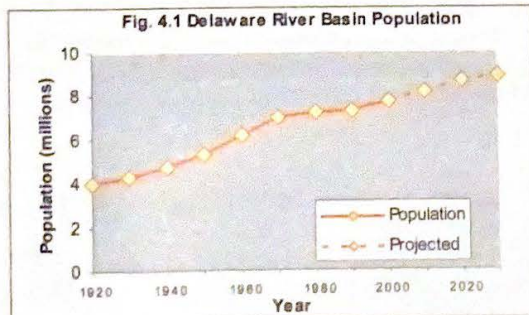 Fig. 4.1 Delaware River Basin Population
Population (millions)
10
8
6
4
2
0
Population
Projected
1920 1940 1960 1980 2000 2020
Year